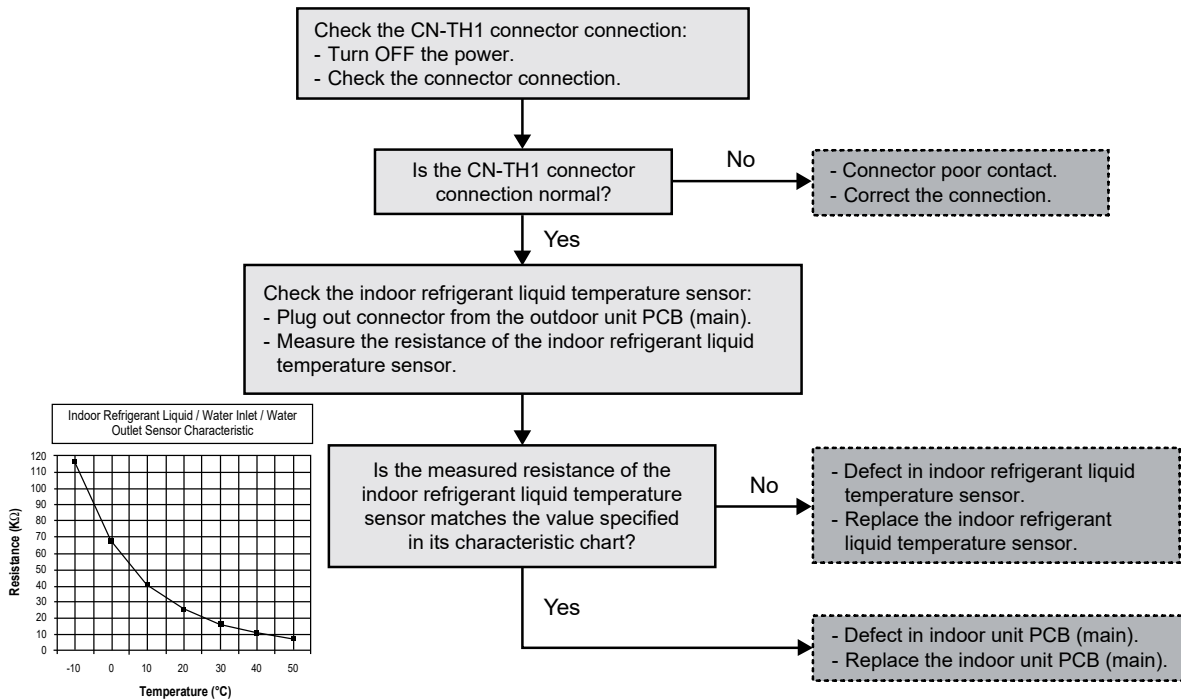 Check the CN-TH1 connector connection:
- Turn OFF the power.
- Check the connector connection.
Is the CN-TH1 connector
connection normal?
No
- Connector poor contact.
- Correct the connection.
Yes
Check the indoor refrigerant liquid temperature sensor:
- Plug out connector from the outdoor unit PCB (main).
- Measure the resistance of the indoor refrigerant liquid
temperature sensor.
Indoor Refrigerant Liquid / Water Inlet / Water
Outlet Sensor Characteristic
120
110
100
90
80
70
60
50
40
30
20
10
0
Resistance (KΩ)
-10 0 10 20 30 40 50
Temperature (°C)
Is the measured resistance of the
indoor refrigerant liquid temperature
sensor matches the value specified
in its characteristic chart?
No
- Defect in indoor refrigerant liquid
temperature sensor.
- Replace the indoor refrigerant
liquid temperature sensor.
Yes
- Defect in indoor unit PCB (main).
- Replace the indoor unit PCB (main).